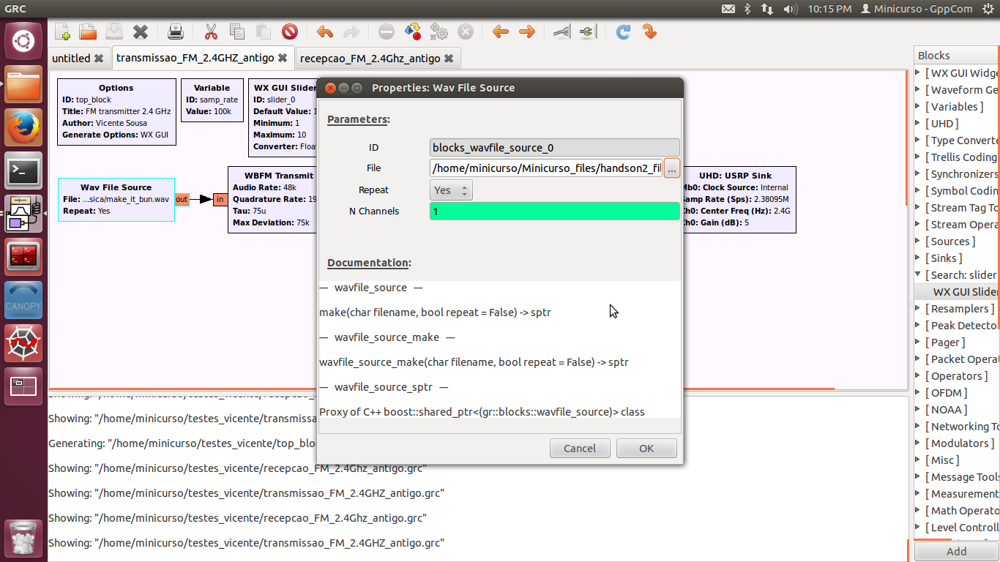 GRC
10:15 PM
Minicurso - GppCom
untitled
transmissao_FM_2.4GHZ_antigo
recepcao_FM_2.4Ghz_antigo
Options
ID: top_block
Title: FM transmitter 2.4 GHz
Author: Vicente Sousa
Generate Options: WX GUI
Variable
ID: samp_rate
Value: 100k
WX GUI Slider
ID: slider_0
Default Value: 1
Minimum: 1
Maximum: 10
Converter: Float
Wav File Source
File: ...sica/make_it_bun.wav
Repeat: Yes
out
in
WBFM Transmit
Audio Rate: 48k
Quadrature Rate: 19
Tau: 75u
Max Deviation: 75k
UHD: USRP Sink
Mb0: Clock Source: Internal
Samp Rate (Sps): 2.38095M
Ch0: Center Freq (Hz): 2.4G
Ch0: Gain (dB): 5
Properties: Wav File Source
Parameters:
ID
blocks_wavfile_source_0
File
/home/minicurso/Minicurso_files/handson2_fil
...
Repeat
Yes
N Channels
1
Documentation:
--- wavfile_source ---
make(char filename, bool repeat = False) -> sptr
--- wavfile_source_make ---
wavfile_source_make(char filename, bool repeat = False) -> sptr
--- wavfile_source_sptr ---
Proxy of C++ boost::shared_ptr<(gr::blocks::wavfile_source)> class
Cancel
OK
Showing: "/home/minicurso/testes_vicente/recepcao
Showing: "/home/minicurso/testes_vicente/transmissa
Generating: "/home/minicurso/testes_vicente/top_blo
Showing: "/home/minicurso/testes_vicente/recepcao_FM_2.4Ghz_antigo.grc"
Showing: "/home/minicurso/testes_vicente/transmissao_FM_2.4GHZ_antigo.grc"
Showing: "/home/minicurso/testes_vicente/recepcao_FM_2.4Ghz_antigo.grc"
Showing: "/home/minicurso/testes_vicente/transmissao_FM_2.4GHZ_antigo.grc"
Blocks
[ WX GUI Widge
[ Waveform Ge
[ Variables ]
[ UHD ]
[ Type Converte
[ Trellis Coding
[ Synchronizers
[ Symbol Codin
[ Stream Tag To
[ Stream Opera
[ Sources ]
[ Sinks ]
[ Search: slider
WX GUI Slider
[ Resamplers ]
[ Peak Detecto
[ Pager ]
[ Packet Operat
[ Operators ]
[ OFDM ]
[ NOAA ]
[ Networking To
[ Modulators ]
[ Misc ]
[ Message Tools
[ Measurement
[ Math Operato
[ Level Controll
Add
CANOPY